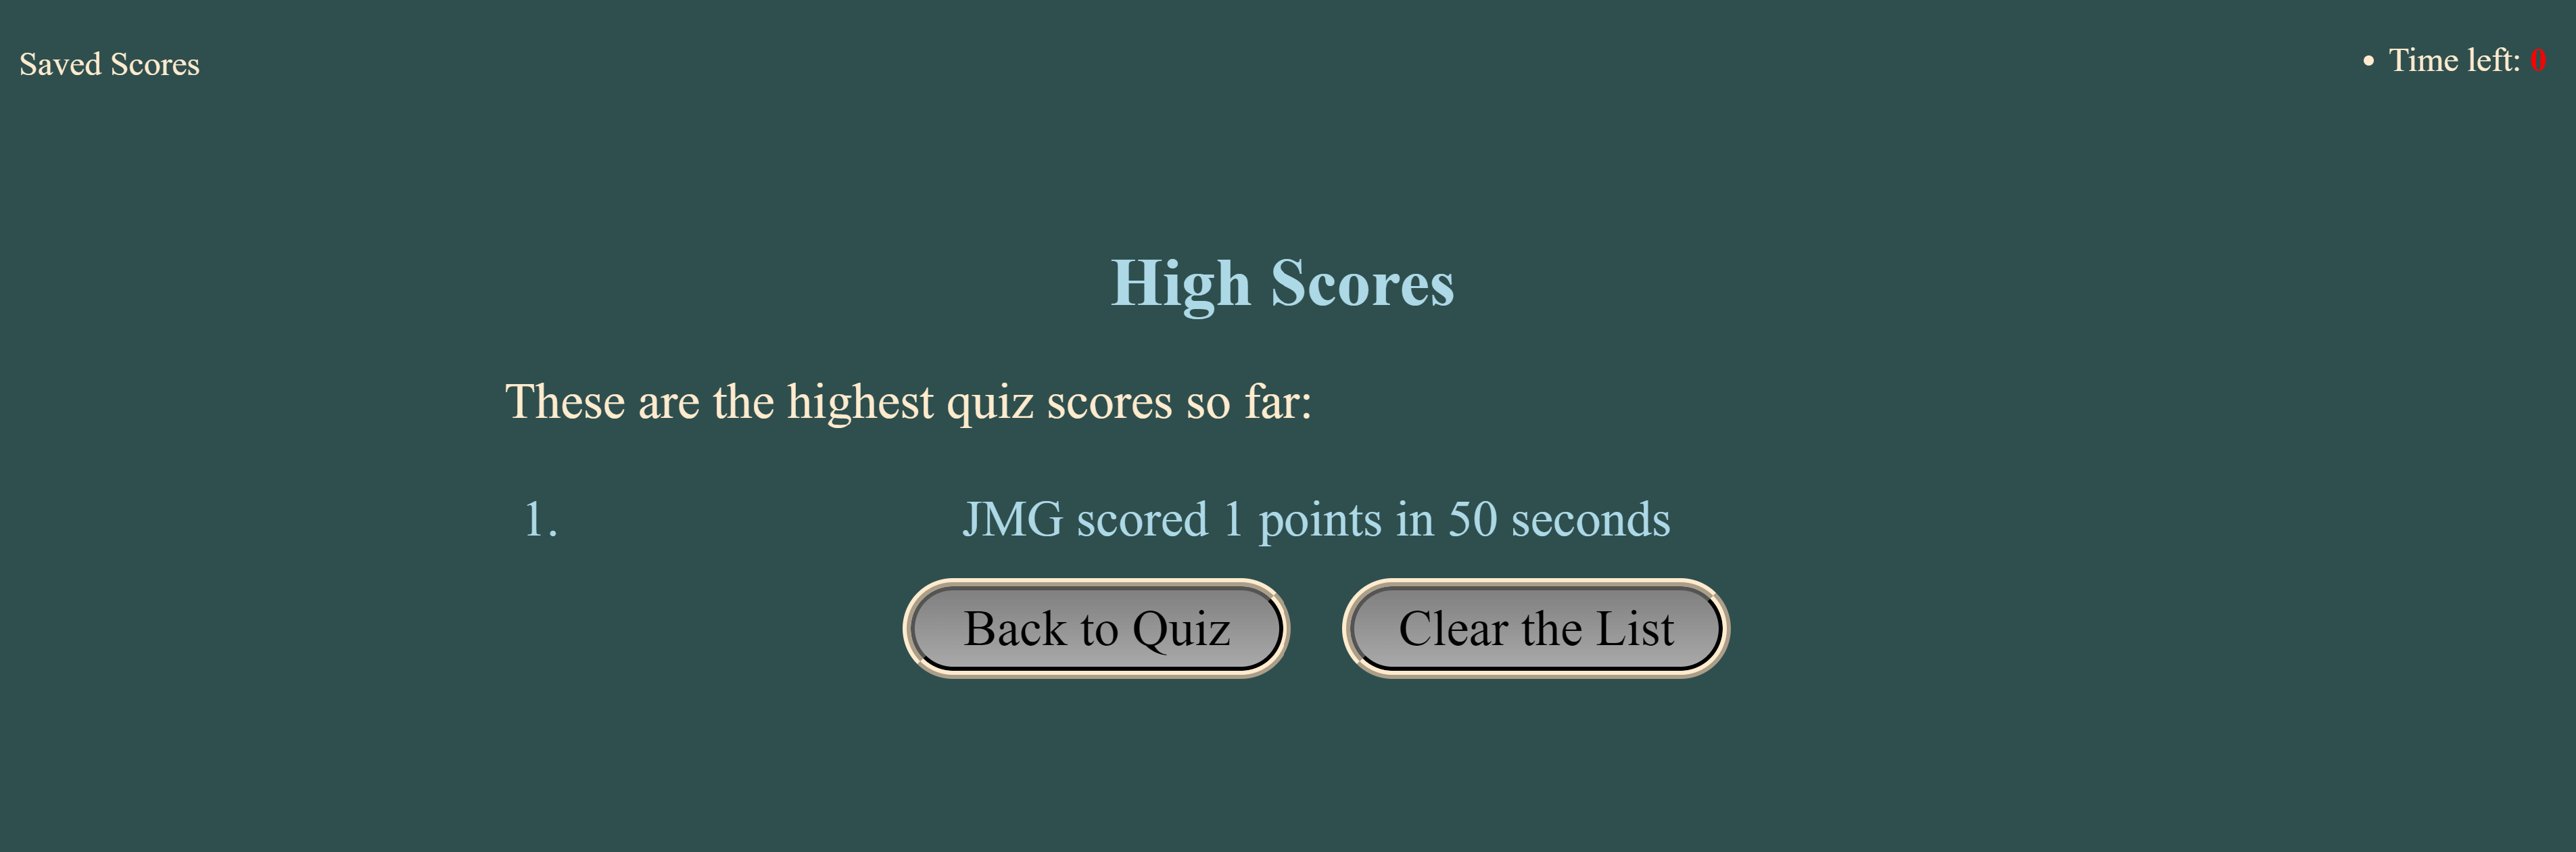 Saved Scores
• Time left: 0
High Scores
These are the highest quiz scores so far:
1. JMG scored 1 points in 50 seconds
Back to Quiz
Clear the List